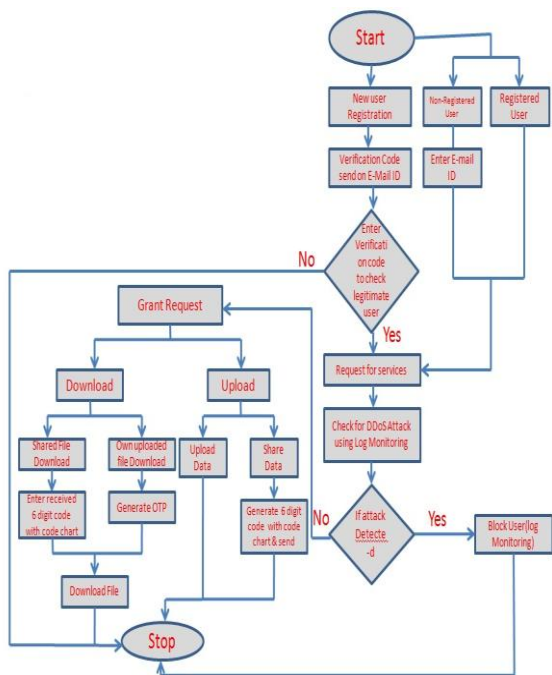 Start
New user
Registration
Non-Registered
User
Registered
User
Verification Code
send on E-Mail ID
Enter E-mail
ID
Enter
Verificati
on code
to check
legitimate
user
No
Yes
Grant Request
Request for services
Download
Upload
Check for DDoS Attack
using Log Monitoring
Shared File
Download
Own uploaded
file Download
Upload
Data
Share
Data
Enter received
6 digit code
with code chart
Generate OTP
Generate 6 digit
code with code
chart & send
No
If attack
Detecte
-d
Yes
Block User(log
Monitoring)
Download File
Stop